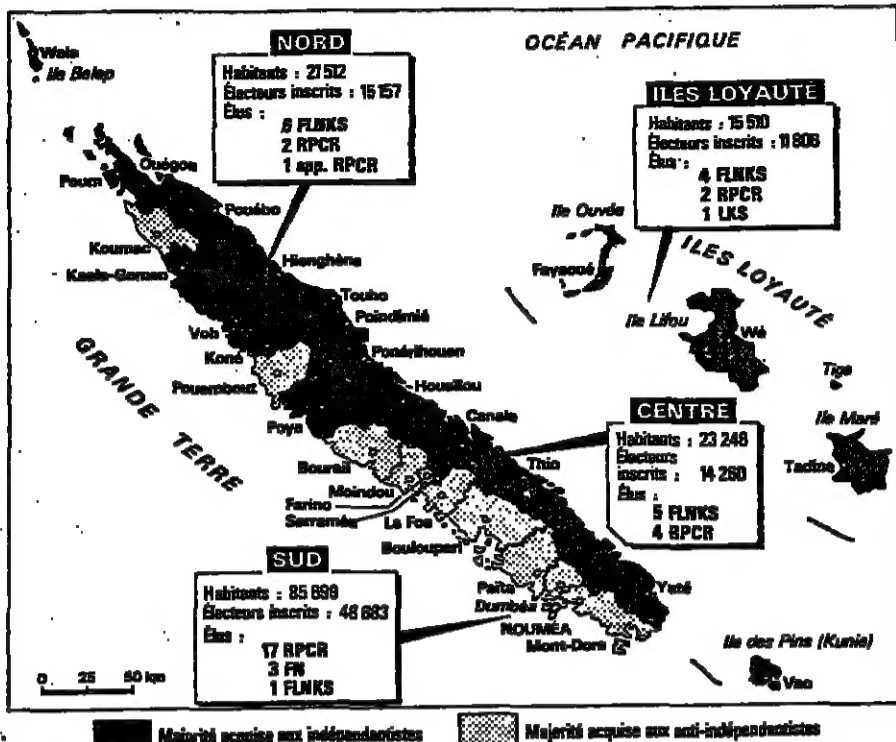 NORD
Habitants : 21 512
Électeurs inscrits : 15 157
Élus :
6 FLNKS
2 RPCR
1 app. RPCR
OCÉAN PACIFIQUE
ILES LOYAUTÉ
Habitants : 15 510
Électeurs inscrits : 11 806
Élus :
4 FLNKS
2 RPCR
1 LKS
Wala
Ile Belep
Ouégoa
Poum
Pouébo
Koumac
Kaala-Gomen
Hienghène
Touho
Poindimié
Voh
Koné
Ponérihouen
Pouembout
Houaïlou
Poya
Canala
Bourail
Thio
Moindou
Farino
Sarraméa
La Foa
Bouloupari
Païta
Dumbéa
NOUMÉA
Mont-Dore
Yaté
GRANDE TERRE
Ile Ouvéa
Fayaoué
ILES LOYAUTÉ
Ile Lifou
Wé
Tiga
Ile Maré
Tadine
CENTRE
Habitants : 23 248
Électeurs
inscrits : 14 260
Élus :
5 FLNKS
4 RPCR
SUD
Habitants : 85 698
Électeurs inscrits : 46 683
Élus :
17 RPCR
3 FN
1 FLNKS
Ile des Pins (Kunie)
Vao
0 25 50 km
Majorité acquise aux indépendantistes
Majorité acquise aux anti-indépendantistes